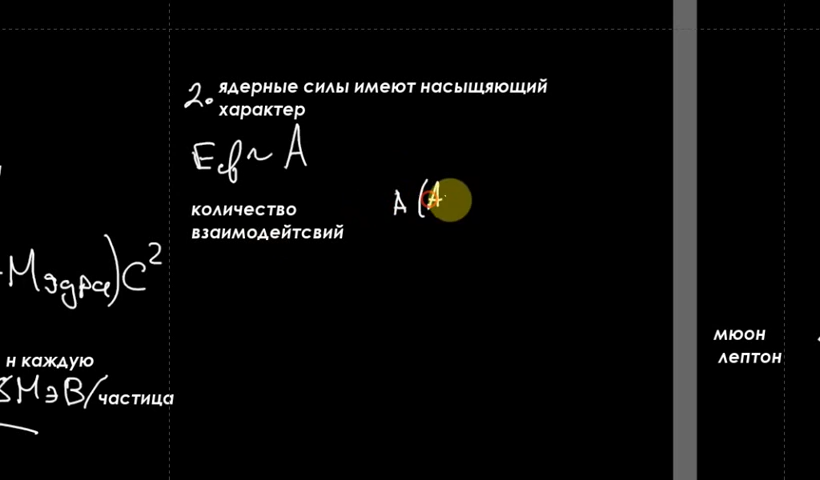 2. ядерные силы имеют насыщяющий
характер
Eсв ~ A
количество
взаимодейтсвий
A (A
Mядра)c²
н каждую
МэВ/частица
мюон
лептон